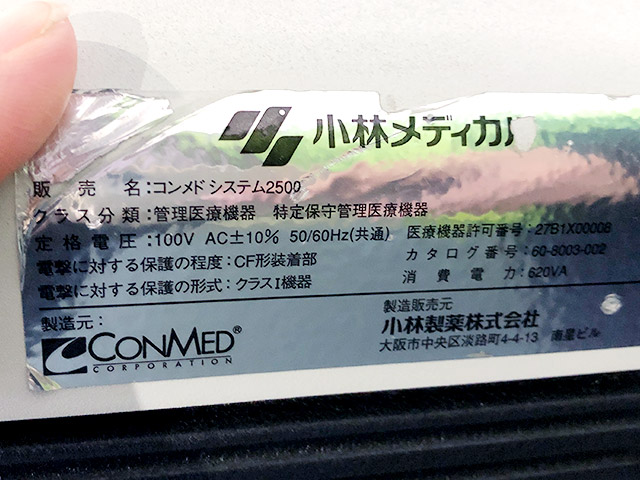 小林メディカル
販売名:コンメド システム2500
クラス分類:管理医療機器 特定保守管理医療機器
定格電圧:100V AC±10% 50/60Hz(共通) 医療機器許可番号:27B1X00008
電撃に対する保護の程度:CF形装着部 カタログ番号:60-8003-002
電撃に対する保護の形式:クラスI機器 消費電力:620VA
製造元:
CONMED®
CORPORATION
製造販売元
小林製薬株式会社
大阪市中央区淡路町4-4-13 南星ビル